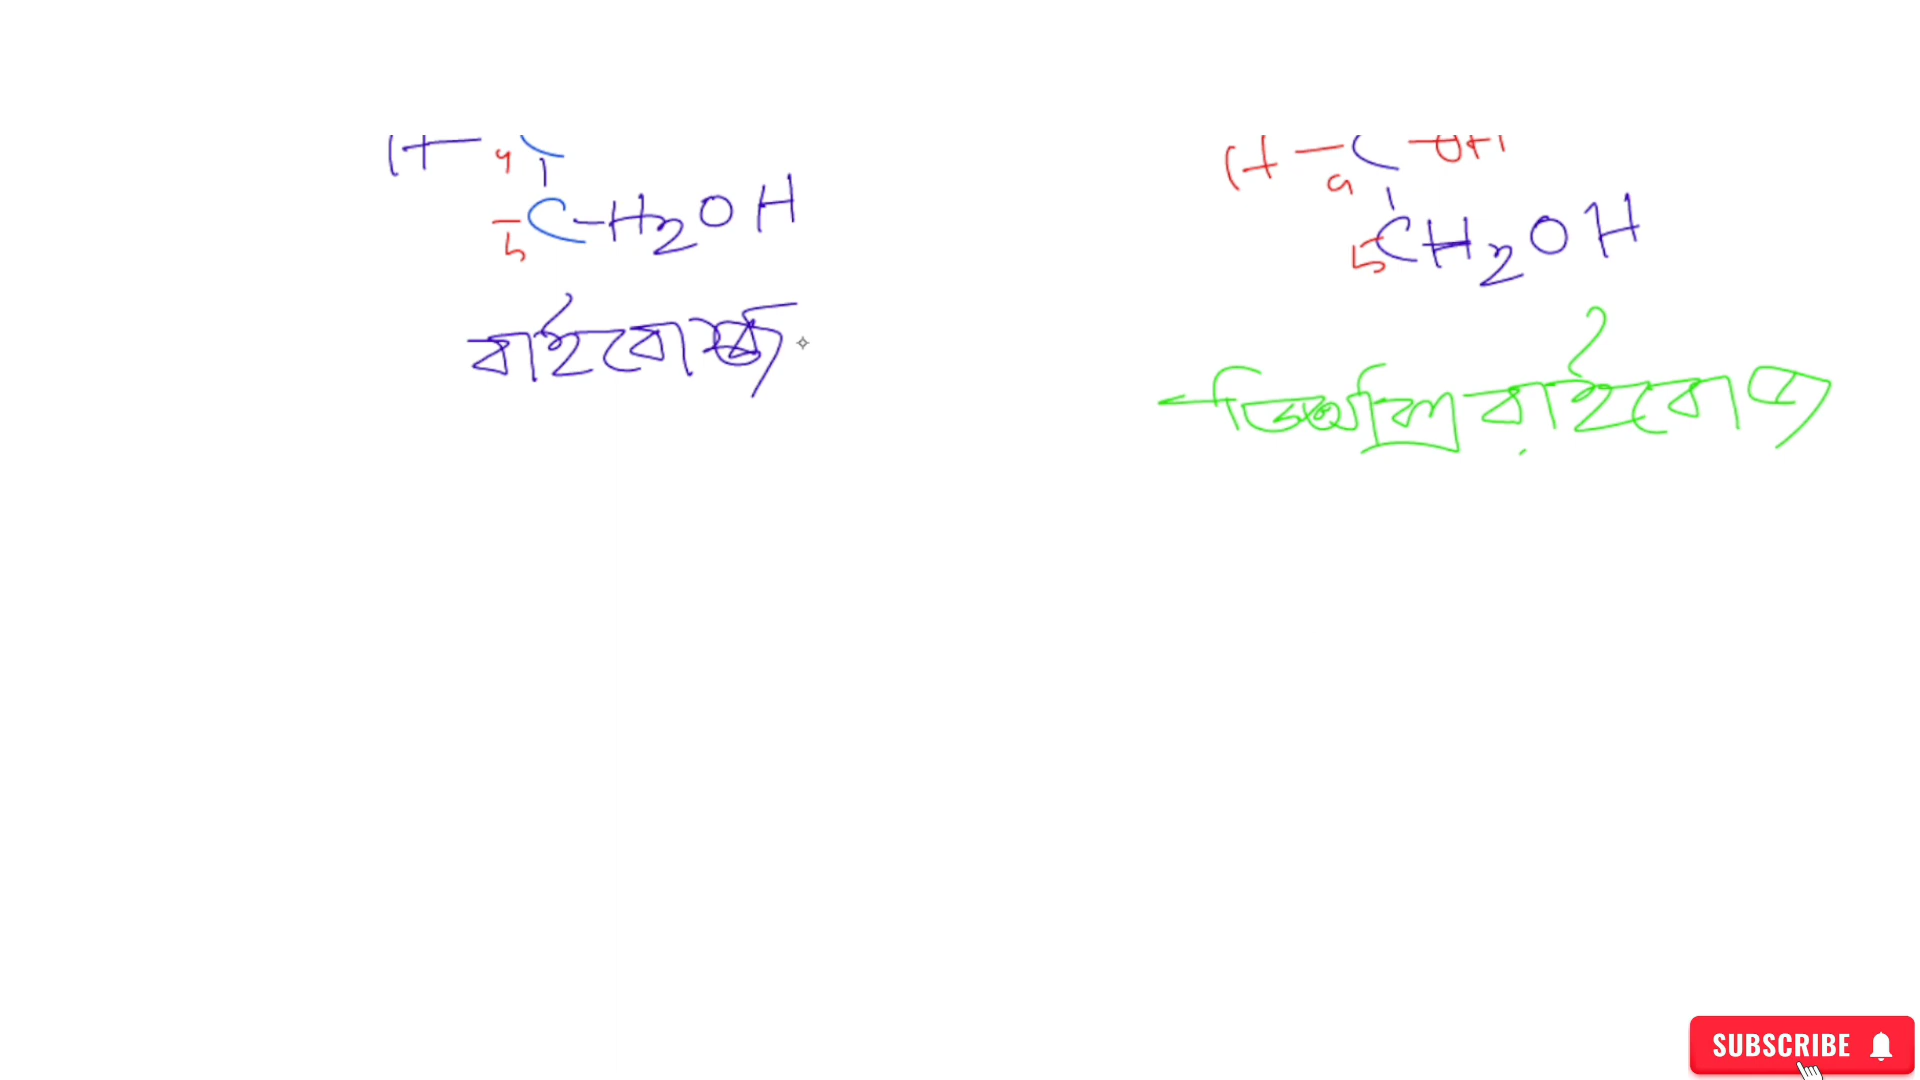 H — 4 C
5 C-H2OH
রাইবোজ
H — C — OH
4
5 CH2OH
ডিঅক্সি রাইবোজ
SUBSCRIBE